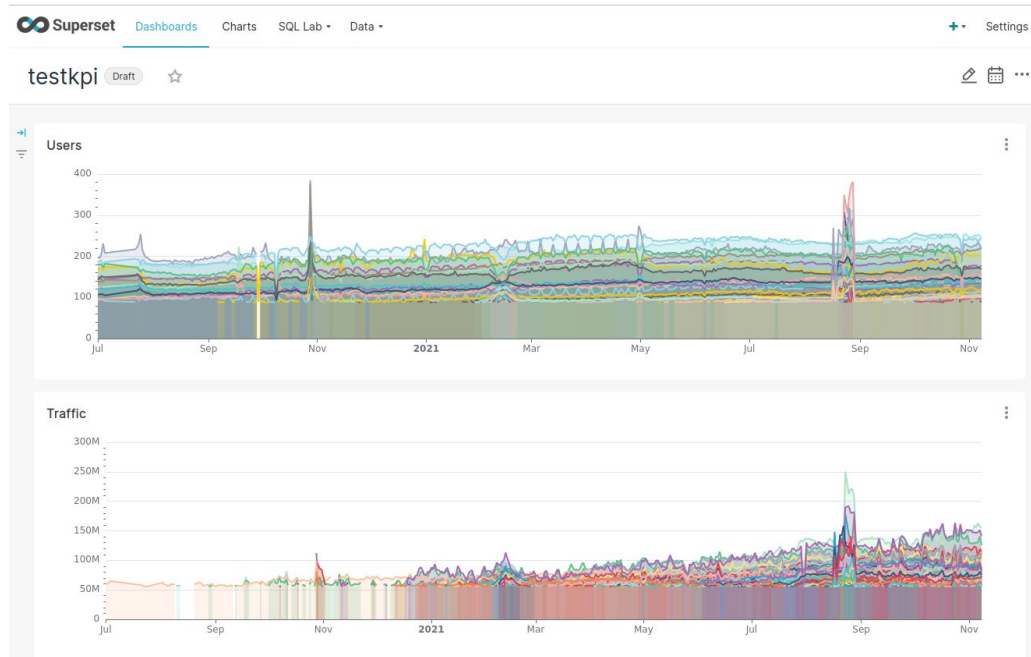 Superset Dashboards Charts SQL Lab Data Settings
testkpi Draft
Users
400
300
200
100
0
Jul Sep Nov 2021 Mar May Jul Sep Nov
Traffic
300M
250M
200M
150M
100M
50M
0
Jul Sep Nov 2021 Mar May Jul Sep Nov